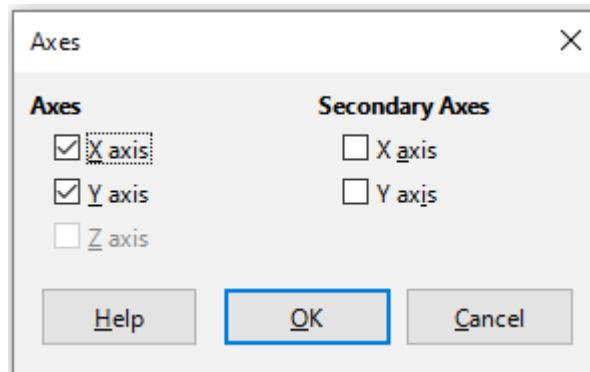 Axes
Axes
Secondary Axes
X axis
X axis
Y axis
Y axis
Z axis
Help
OK
Cancel